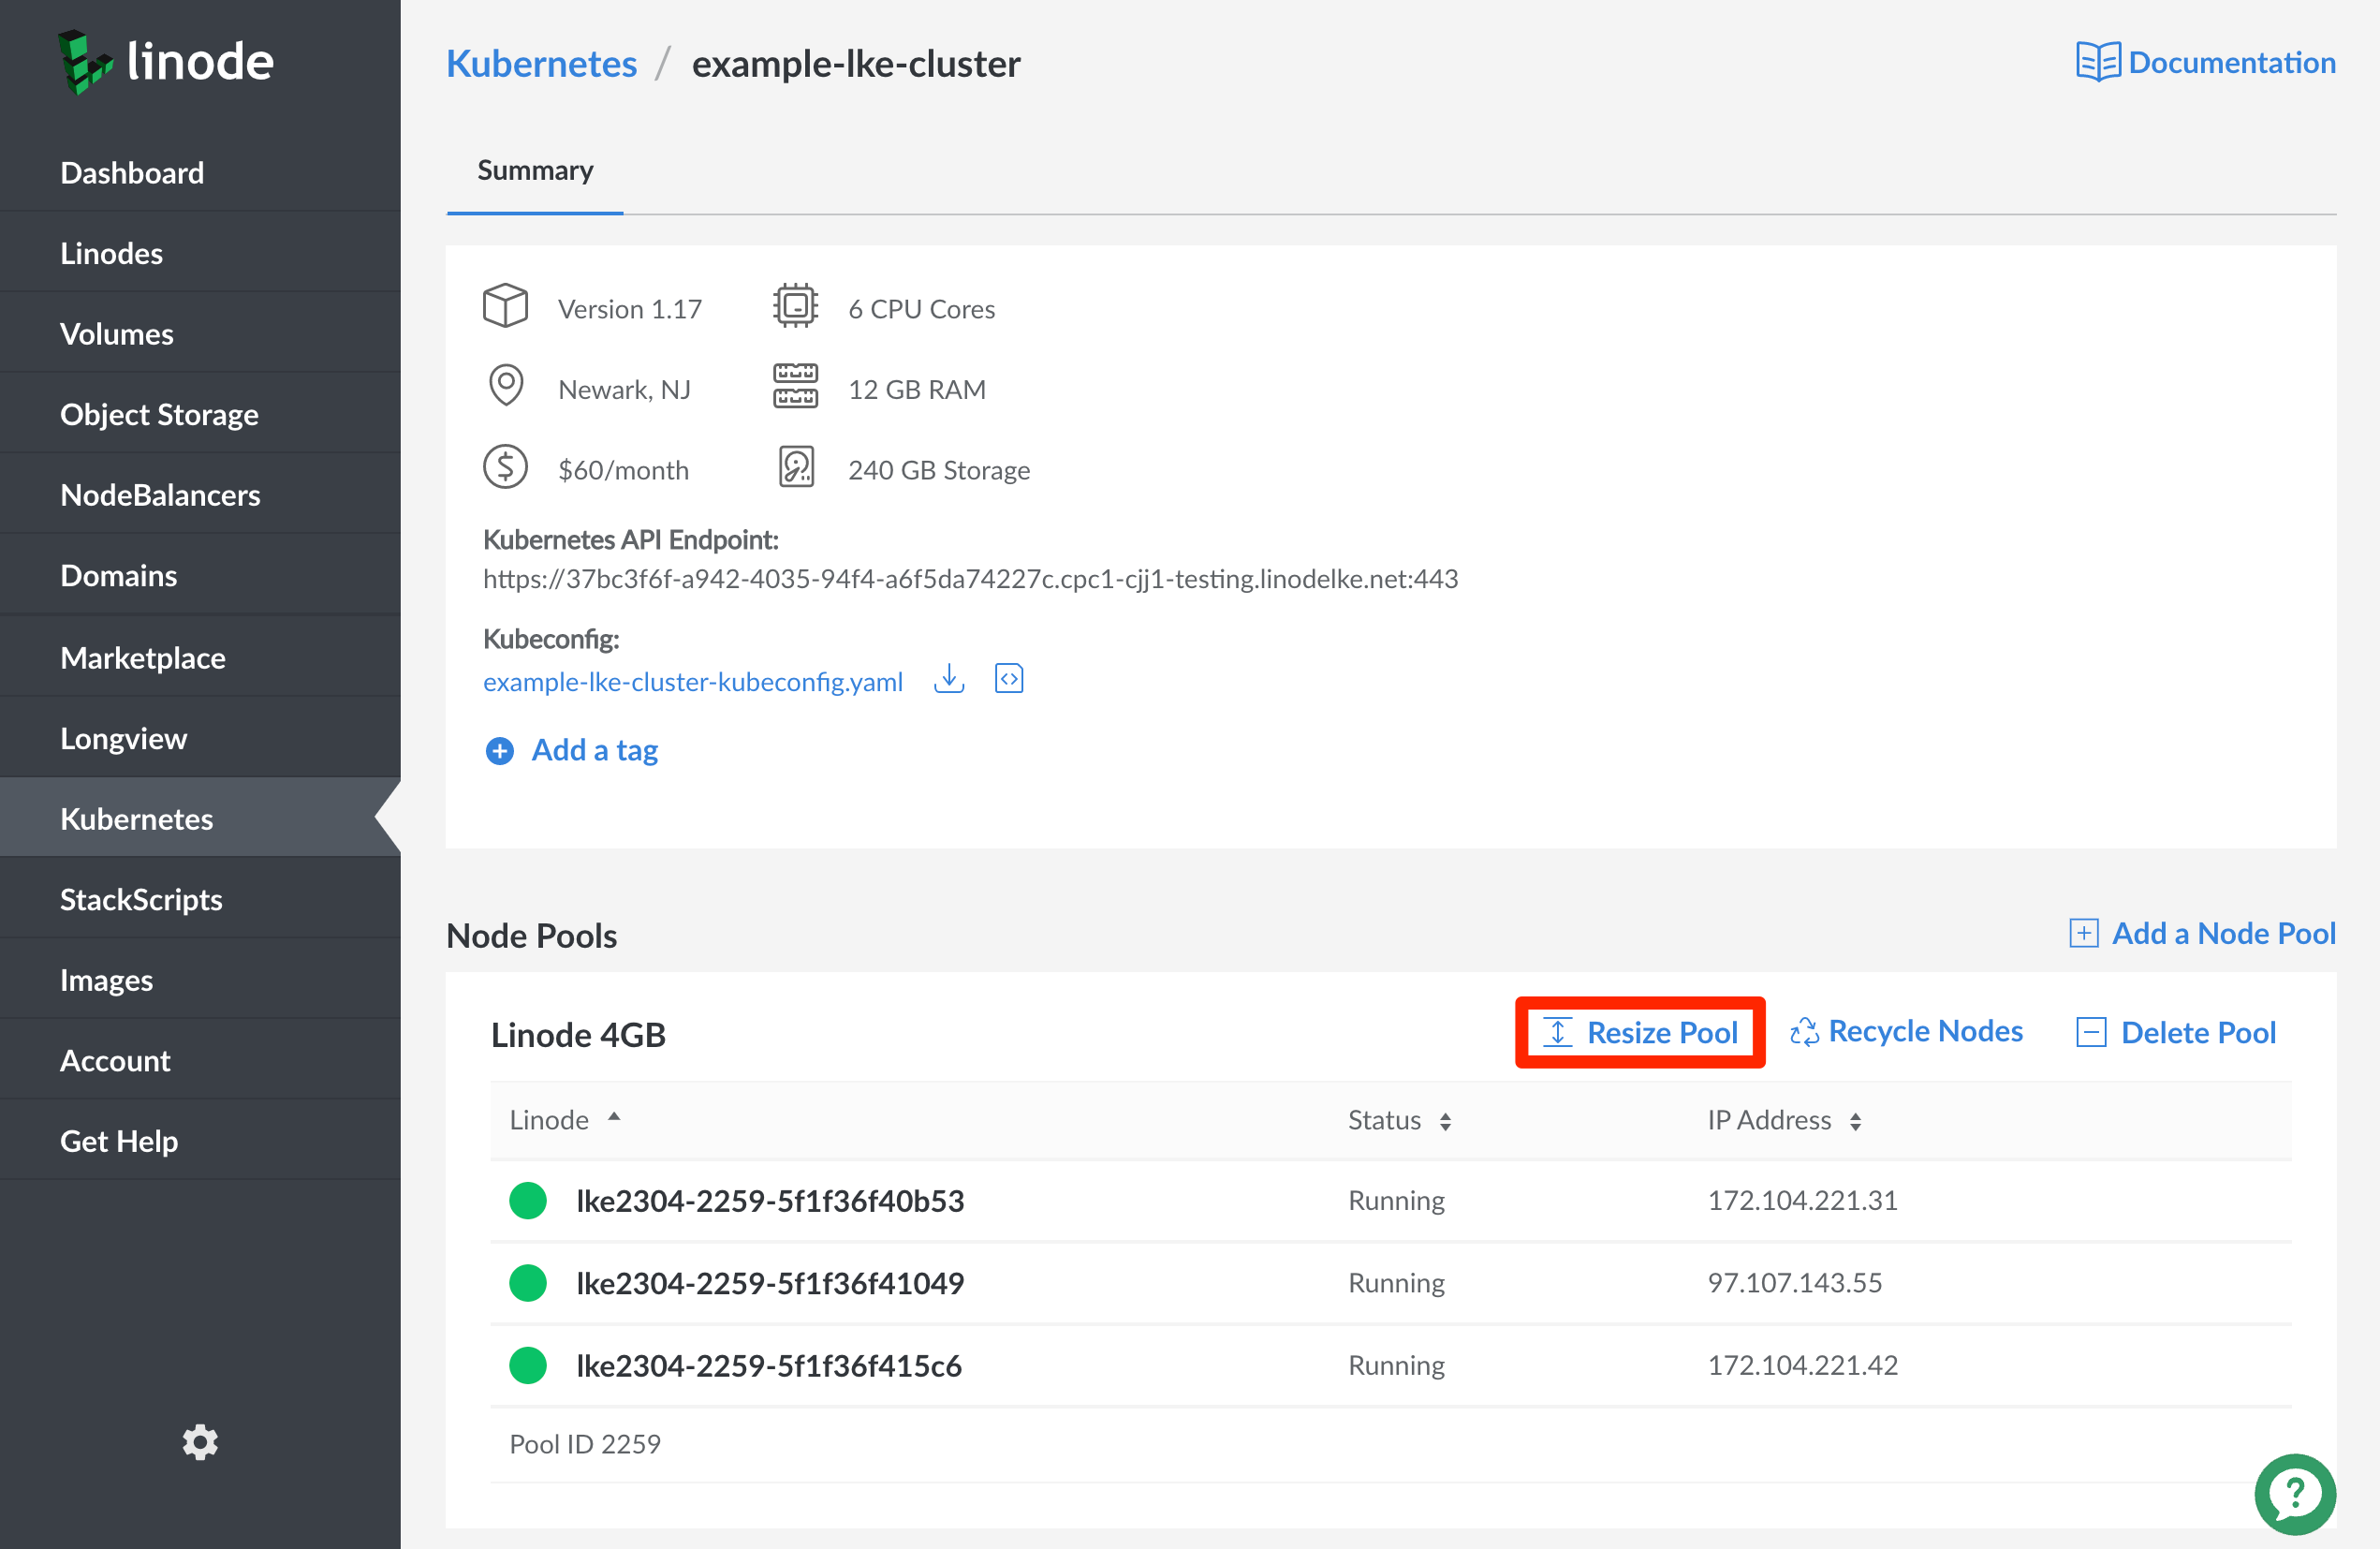 linode
Dashboard
Linodes
Volumes
Object Storage
NodeBalancers
Domains
Marketplace
Longview
Kubernetes
StackScripts
Images
Account
Get Help
Kubernetes / example-lke-cluster
Documentation
Summary
Version 1.17
6 CPU Cores
Newark, NJ
12 GB RAM
$60/month
240 GB Storage
Kubernetes API Endpoint:
https://37bc3f6f-a942-4035-94f4-a6f5da74227c.cpc1-cjj1-testing.linodelke.net:443
Kubeconfig:
example-lke-cluster-kubeconfig.yaml
Add a tag
Node Pools
Add a Node Pool
Linode 4GB
Resize Pool
Recycle Nodes
Delete Pool
Linode Status IP Address
lke2304-2259-5f1f36f40b53 Running 172.104.221.31
lke2304-2259-5f1f36f41049 Running 97.107.143.55
lke2304-2259-5f1f36f415c6 Running 172.104.221.42
Pool ID 2259